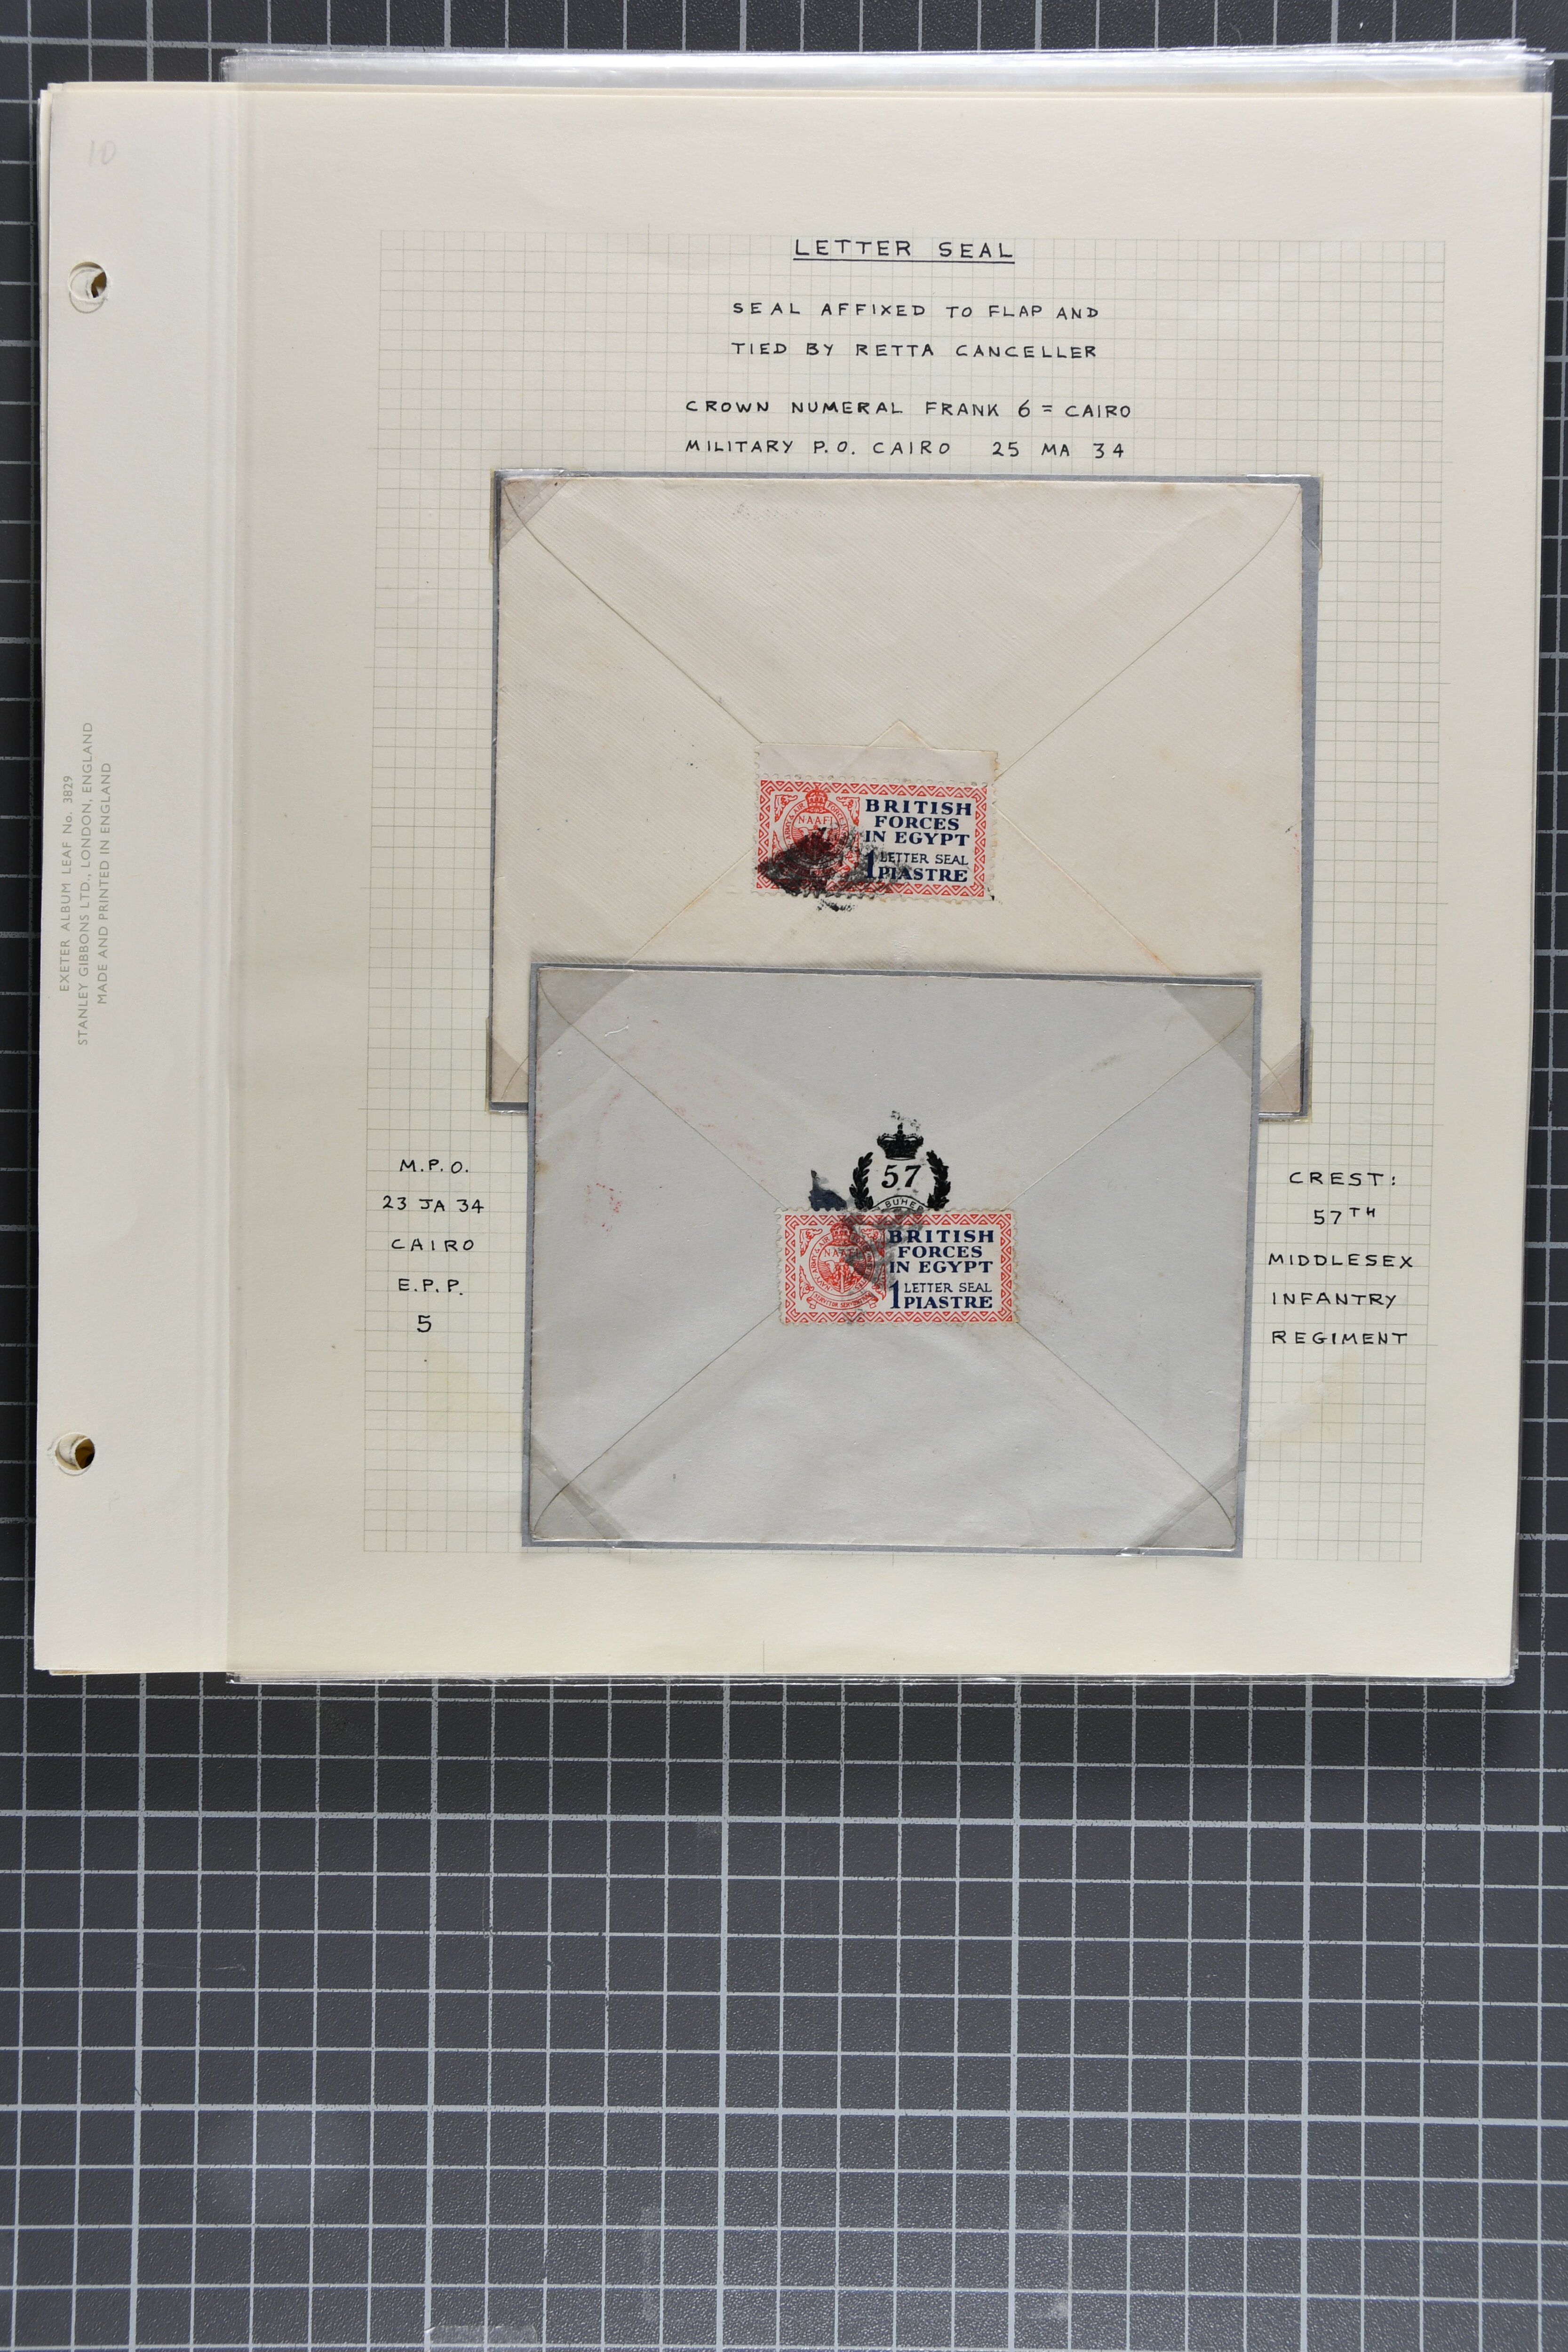 10
LETTER SEAL
SEAL AFFIXED TO FLAP AND
TIED BY RETTA CANCELLER
CROWN NUMERAL FRANK 6 = CAIRO
MILITARY P.O. CAIRO 25 MA 34
EXETER ALBUM LEAF No. 3829
STANLEY GIBBONS LTD., LONDON, ENGLAND
MADE AND PRINTED IN ENGLAND
NAAFI
BRITISH
FORCES
IN EGYPT
LETTER SEAL
1 PIASTRE
M.P.O.
23 JA 34
CAIRO
E.P.P.
5
57
BRITISH
FORCES
IN EGYPT
LETTER SEAL
1 PIASTRE
CREST:
57TH
MIDDLESEX
INFANTRY
REGIMENT